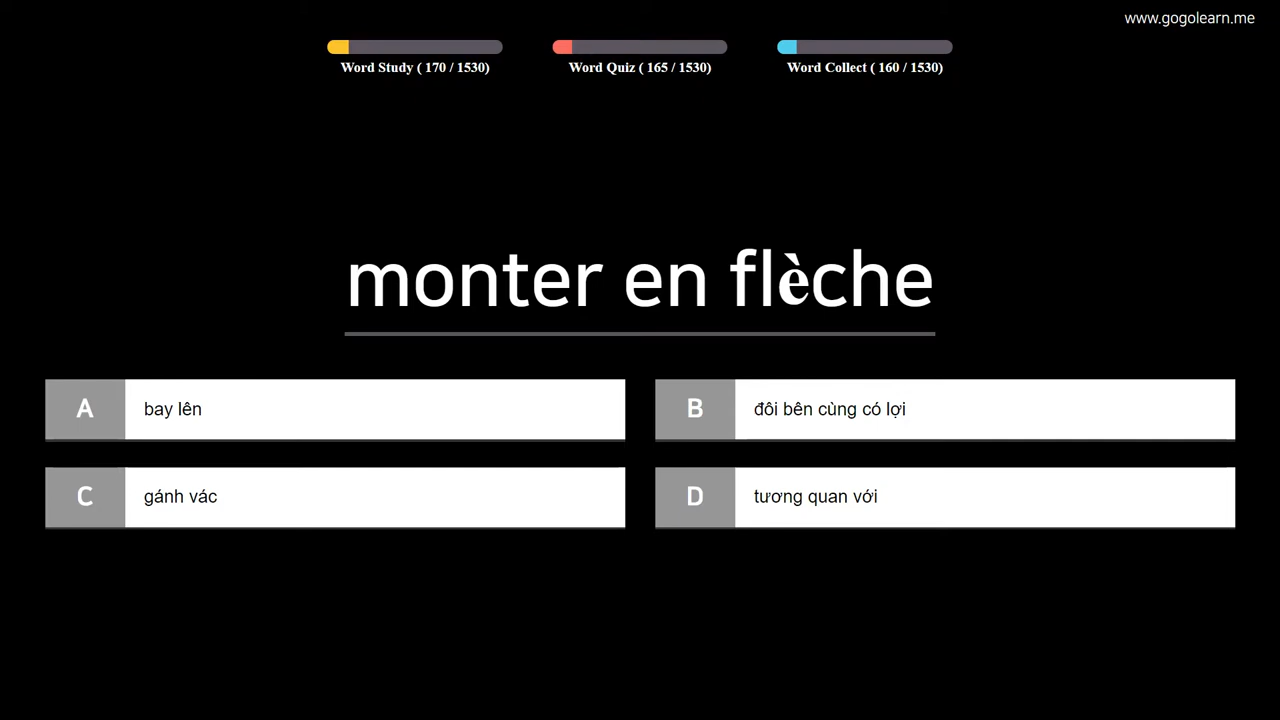 www.gogolearn.me
Word Study ( 170 / 1530)
Word Quiz ( 165 / 1530)
Word Collect ( 160 / 1530)
monter en flèche
A bay lên
B đôi bên cùng có lợi
C gánh vác
D tương quan với